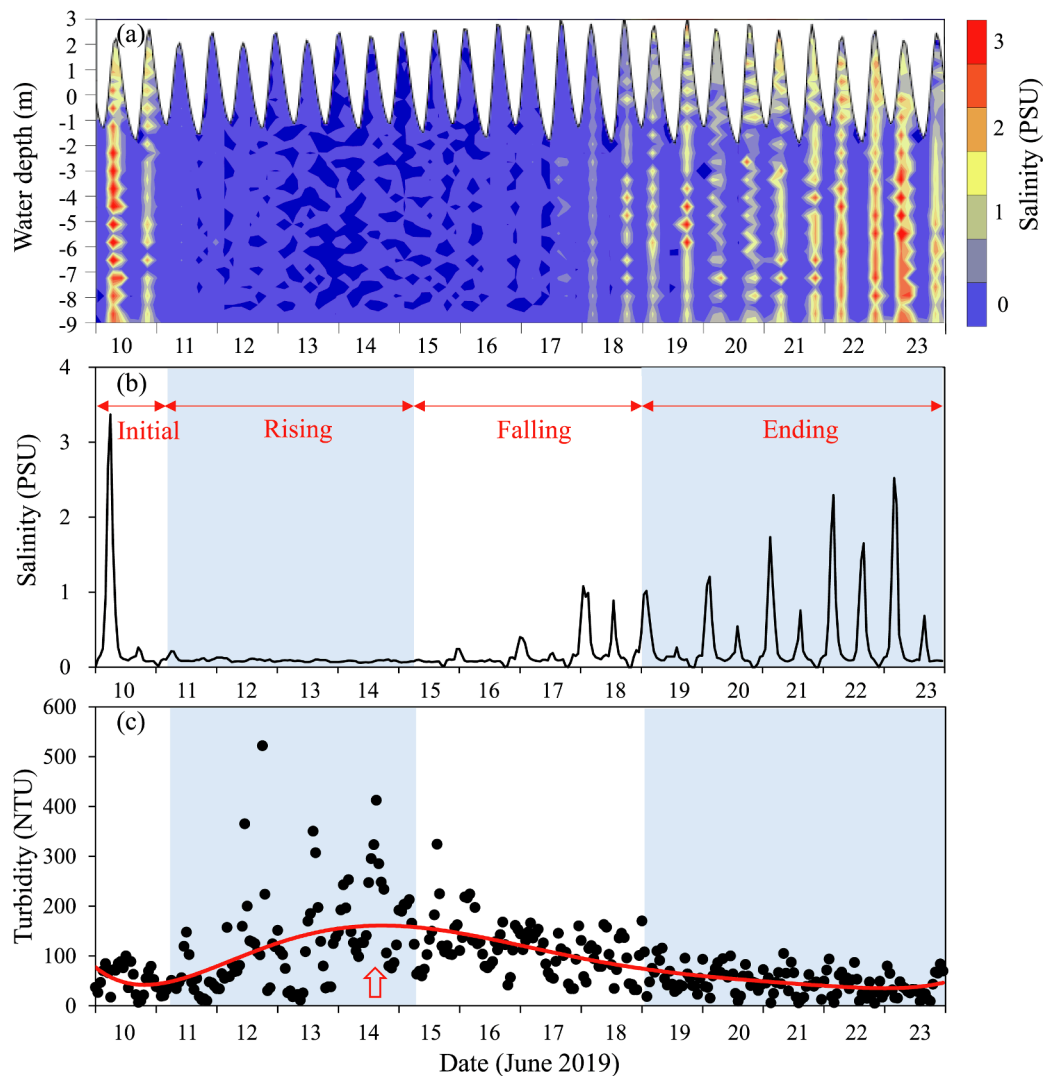 (a)
Water depth (m)
3
2
1
0
-1
-2
-3
-4
-5
-6
-7
-8
-9
10 11 12 13 14 15 16 17 18 19 20 21 22 23
3
2
2
1
1
0
Salinity (PSU)
(b)
Salinity (PSU)
4
3
2
1
0
Initial Rising Falling Ending
10 11 12 13 14 15 16 17 18 19 20 21 22 23
(c)
Turbidity (NTU)
600
500
400
300
200
100
0
10 11 12 13 14 15 16 17 18 19 20 21 22 23
Date (June 2019)